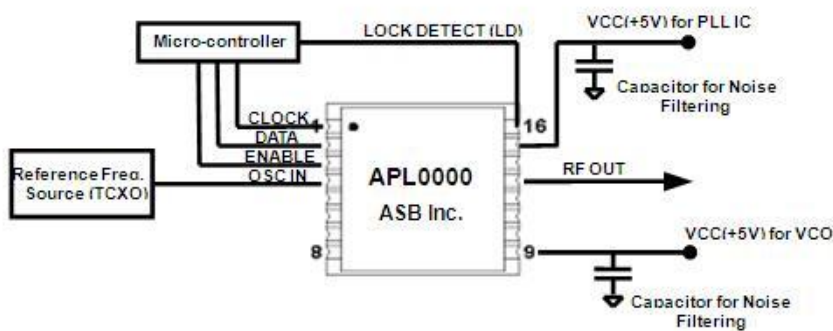 Micro-controller
LOCK DETECT (LD)
VCC(+5V) for PLL IC
Capacitor for Noise
Filtering
CLOCK
1
16
DATA
ENABLE
OSC IN
Reference Freq.
Source (TCXO)
APL0000
ASB Inc.
RF OUT
8
9
VCC(+5V) for VCO
Capacitor for Noise
Filtering